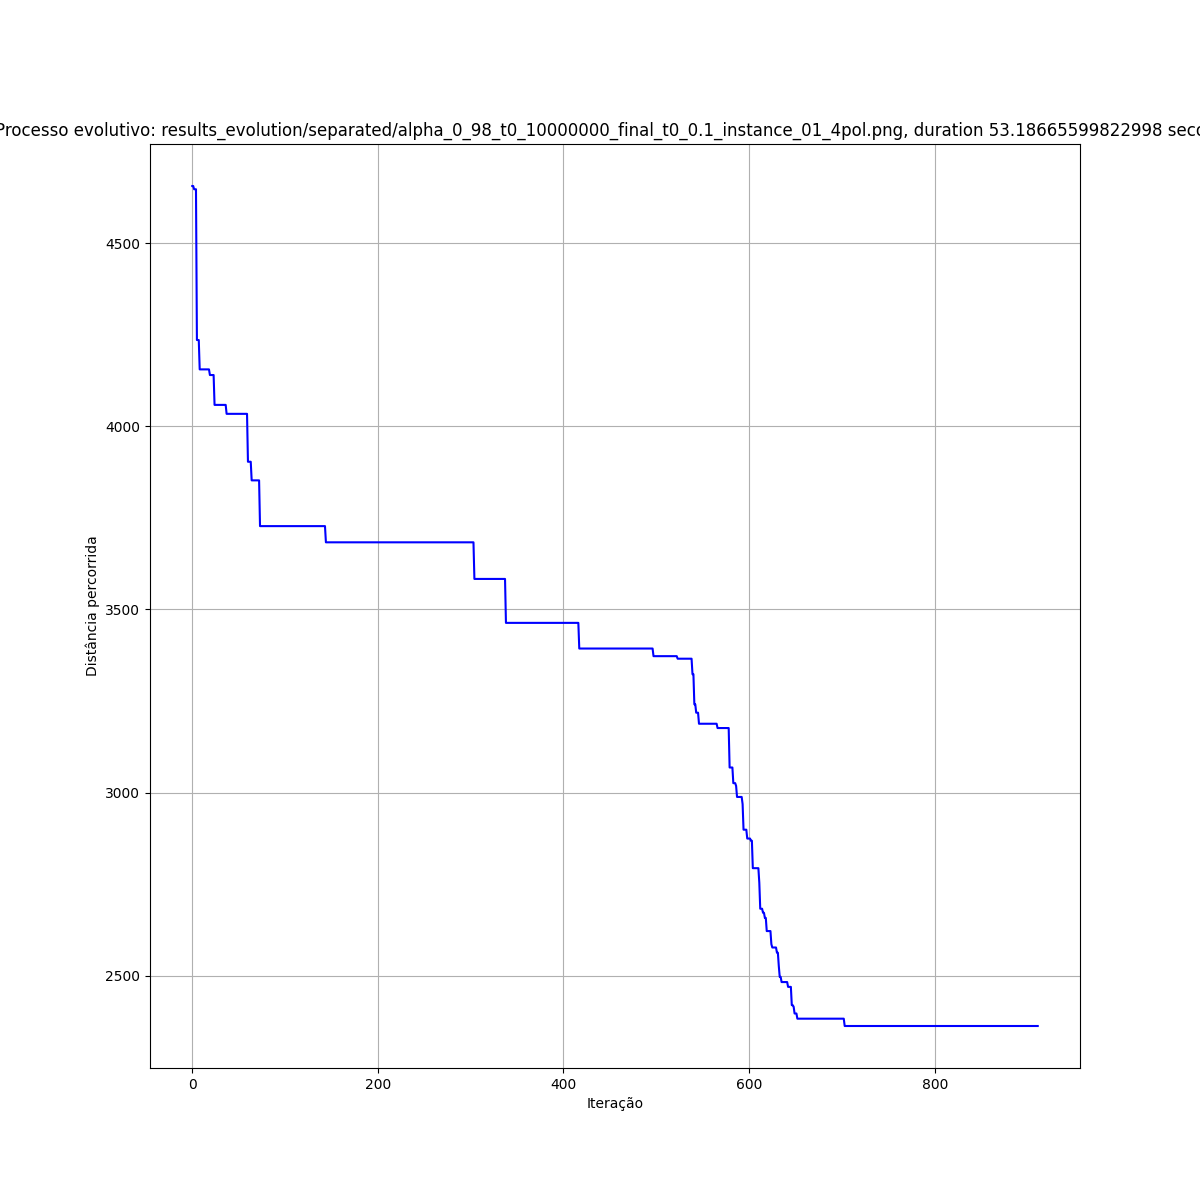 Processo evolutivo: results_evolution/separated/alpha_0_98_t0_10000000_final_t0_0.1_instance_01_4pol.png, duration 53.18665599822998 seco
4500
4000
3500
3000
2500
Distância percorrida
0 200 400 600 800
Iteração